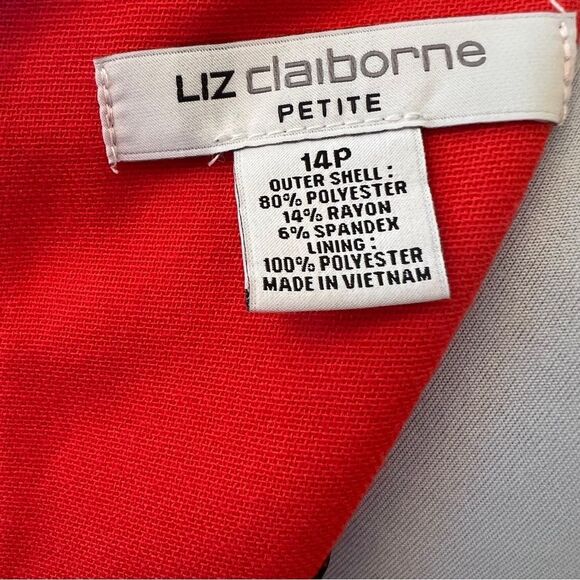 LIZ claiborne
PETITE
14P
OUTER SHELL :
80% POLYESTER
14% RAYON
6% SPANDEX
LINING :
100% POLYESTER
MADE IN VIETNAM